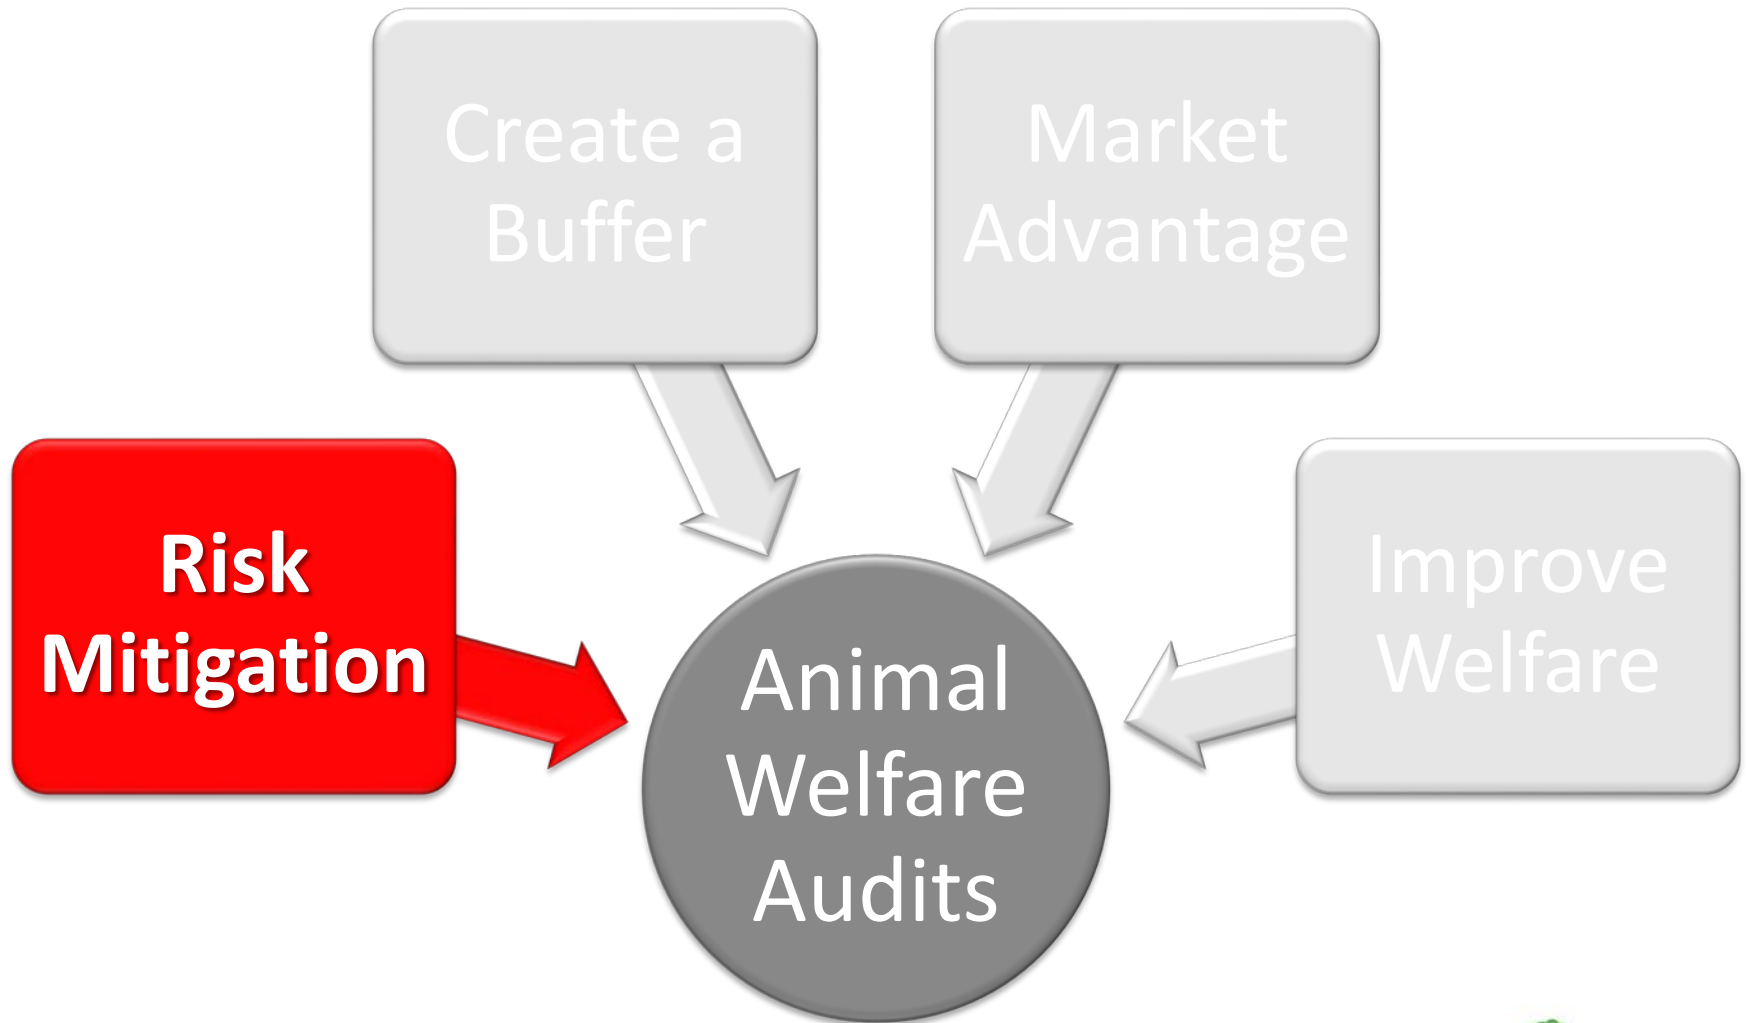 Create a
Buffer
Market
Advantage
Risk
Mitigation
Improve
Welfare
Animal
Welfare
Audits